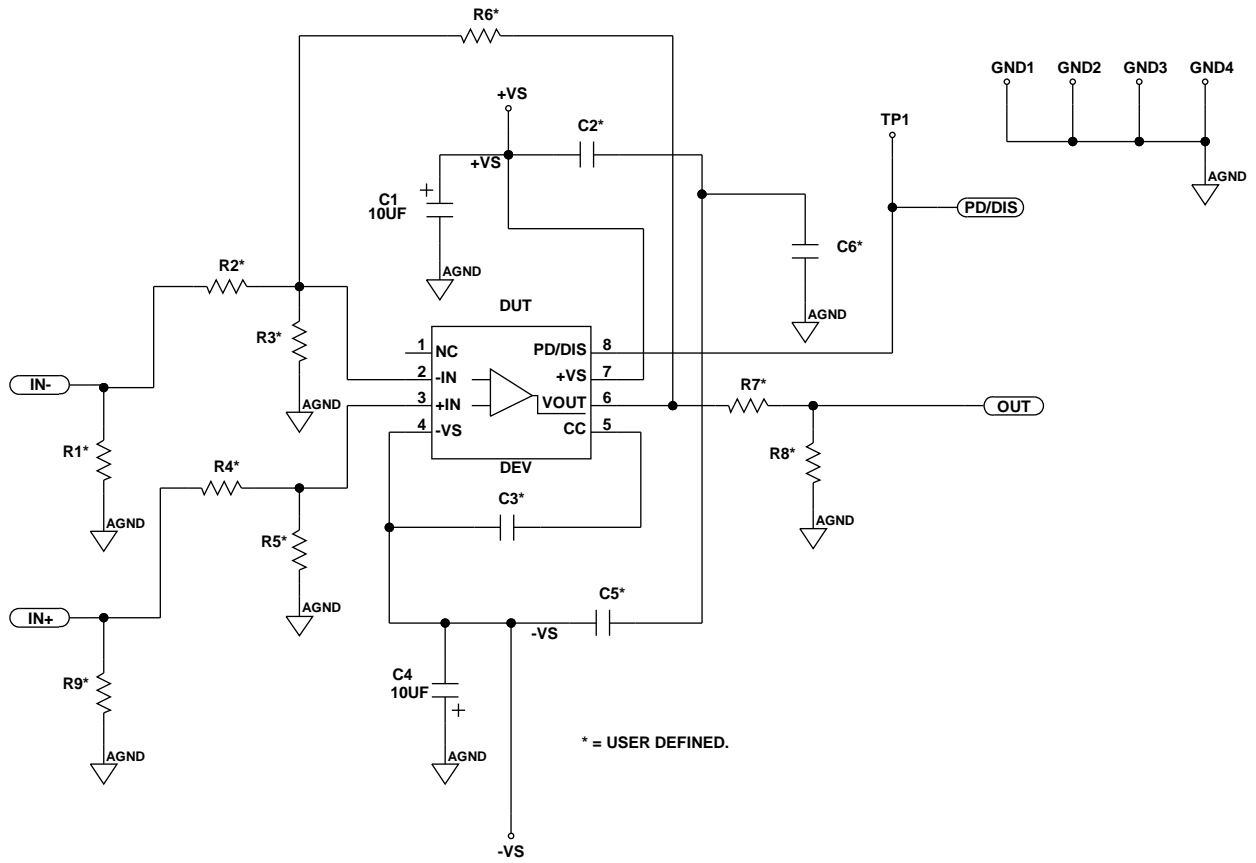 R6*
GND1 GND2 GND3 GND4
+VS
C2*
TP1
+VS
AGND
C1
10UF
PD/DIS
C6*
R2*
AGND
DUT
AGND
R3*
1 NC PD/DIS 8
IN-
2 -IN +VS 7
R7*
AGND
3 +IN VOUT 6
OUT
4 -VS CC 5
R1*
R8*
R4*
DEV
C3*
AGND
AGND
R5*
C5*
AGND
IN+
-VS
C4
10UF
R9*
* = USER DEFINED.
AGND
AGND
-VS